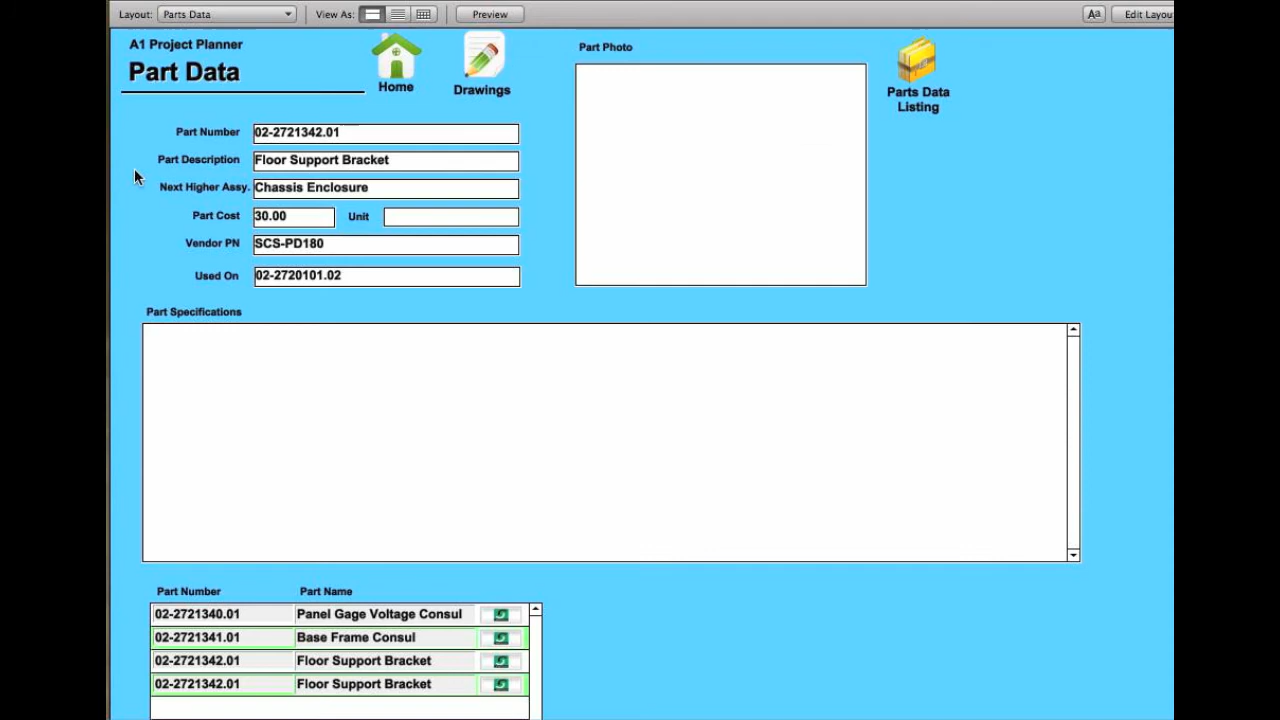 Layout: Parts Data View As: Preview Aa Edit Layou
A1 Project Planner
Part Data
Home
Drawings
Part Photo
Parts Data
Listing
Part Number 02-2721342.01
Part Description Floor Support Bracket
Next Higher Assy. Chassis Enclosure
Part Cost 30.00 Unit
Vendor PN SCS-PD180
Used On 02-2720101.02
Part Specifications
Part Number Part Name
02-2721340.01 Panel Gage Voltage Consul
02-2721341.01 Base Frame Consul
02-2721342.01 Floor Support Bracket
02-2721342.01 Floor Support Bracket